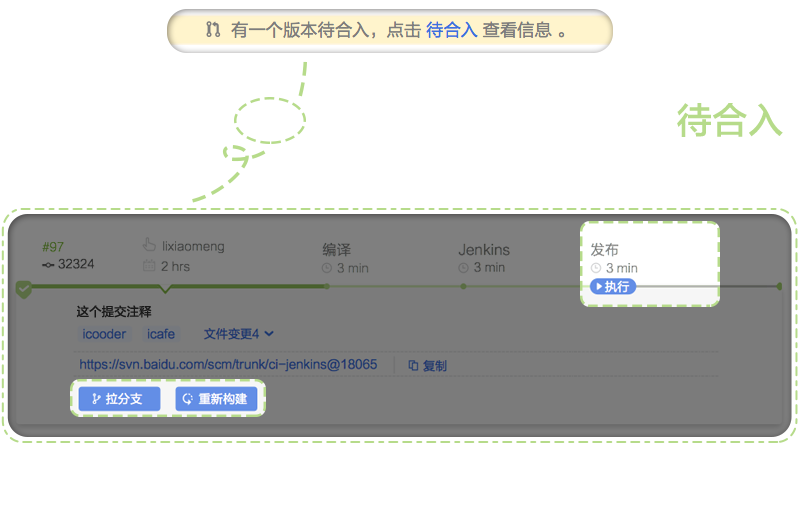 有一个版本待合入，点击 待合入 查看信息 。
待合入
#97
lixiaomeng
编译
Jenkins
发布
32324
2 hrs
3 min
3 min
3 min
执行
这个提交注释
icooder icafe 文件变更4
https://svn.baidu.com/scm/trunk/ci-jenkins@18065 复制
拉分支 重新构建